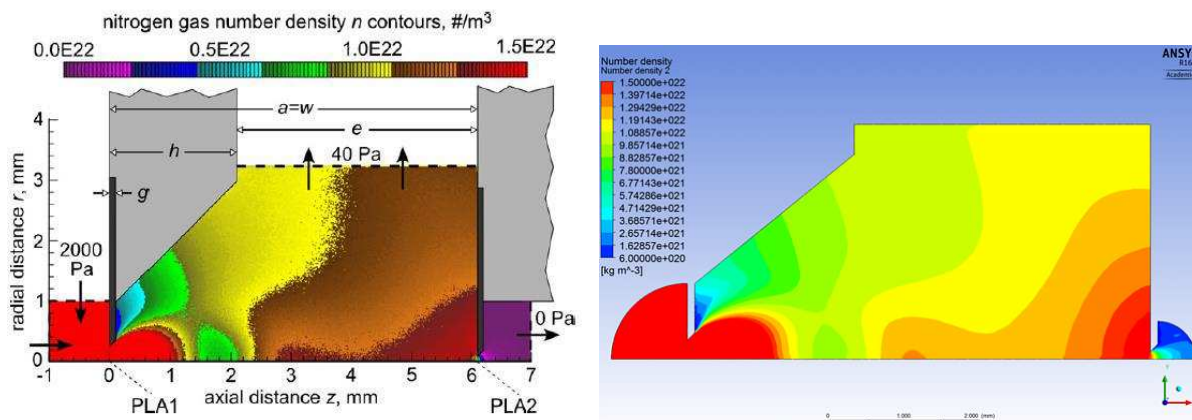 nitrogen gas number density n contours, #/m³
0.0E22 0.5E22 1.0E22 1.5E22
a=w
e
h
40 Pa
g
2000
Pa
0 Pa
radial distance r, mm
4
3
2
1
0
-1 0 1 2 3 4 5 6 7
PLA1 axial distance z, mm PLA2
Number density
Number density 2
1.50000e+022
1.39714e+022
1.29429e+022
1.19143e+022
1.08857e+022
9.85714e+021
8.82857e+021
7.80000e+021
6.77143e+021
5.74286e+021
4.71429e+021
3.68571e+021
2.65714e+021
1.62857e+021
6.00000e+020
[kg m^-3]
ANSY
R16
Academi
0 1.000 2.000 (mm)